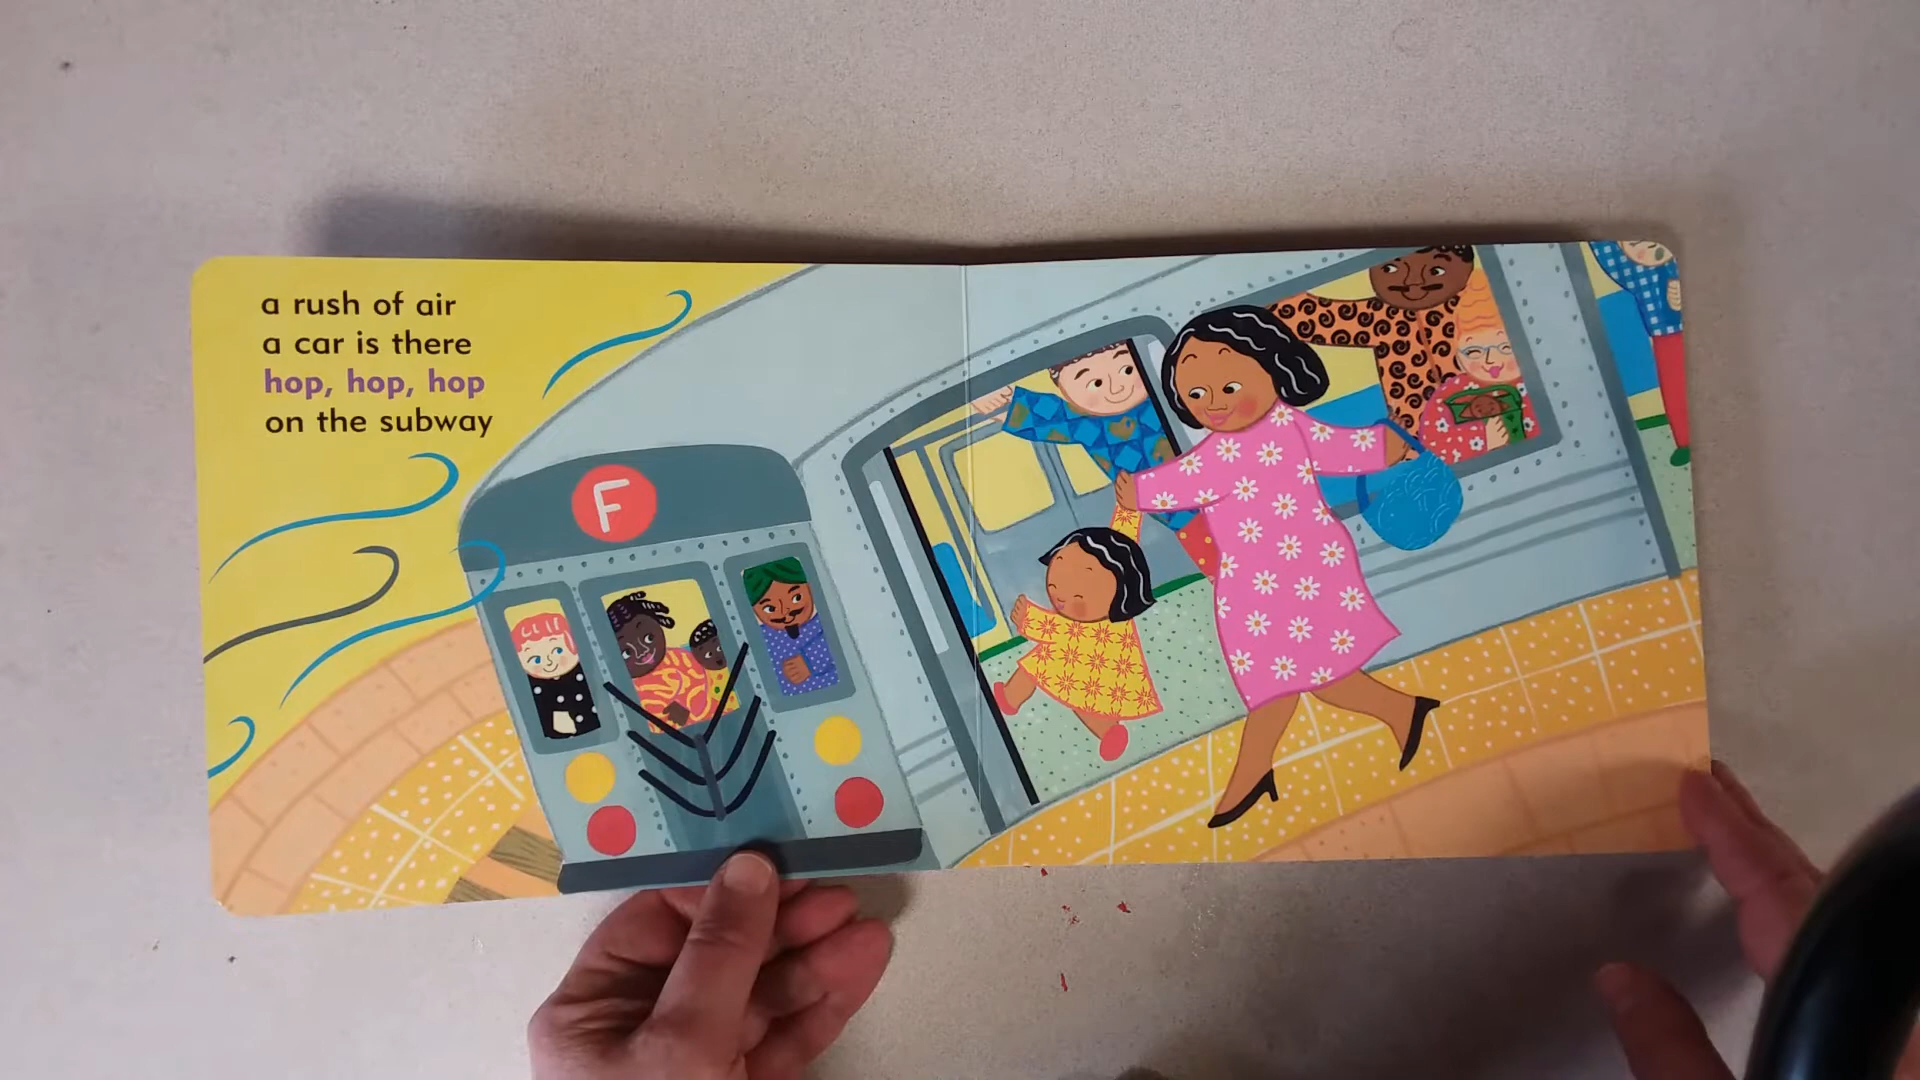 a rush of air
a car is there
hop, hop, hop
on the subway
F